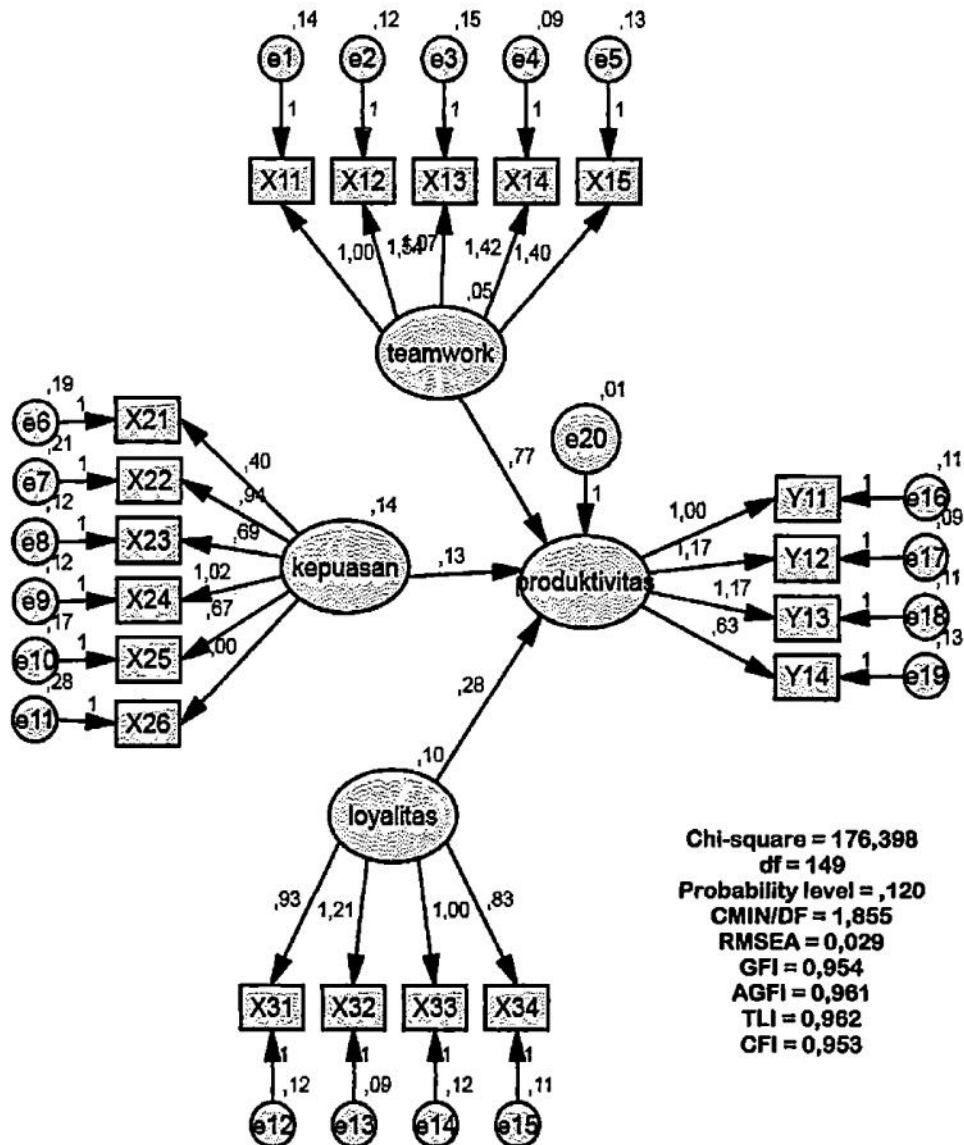 ,14 ,12 ,15 ,09 ,13
e1 e2 e3 e4 e5
1 1 1 1 1
X11 X12 X13 X14 X15
1,00 1,07 1,42 1,40
,05
teamwork
,19
e6 1 X21
,21
e7 1 X22
,12
e8 1 X23
,12
e9 1 X24
,17
e10 1 X25
,28
e11 1 X26
,40
,94
,69
1,02
,67
,00
,14
kepuasan
,77
,13
,28
,01
e20
1
produktivitas
1,00
1,17
1,17
,63
,11
Y11 1 e16
,09
Y12 1 e17
,11
Y13 1 e18
,13
Y14 1 e19
,10
loyalitas
,93 1,21 1,00 ,83
X31 X32 X33 X34
1 1 1 1
,12 ,09 ,12 ,11
e12 e13 e14 e15
Chi-square = 176,398
df = 149
Probability level = ,120
CMIN/DF = 1,855
RMSEA = 0,029
GFI = 0,954
AGFI = 0,961
TLI = 0,962
CFI = 0,953